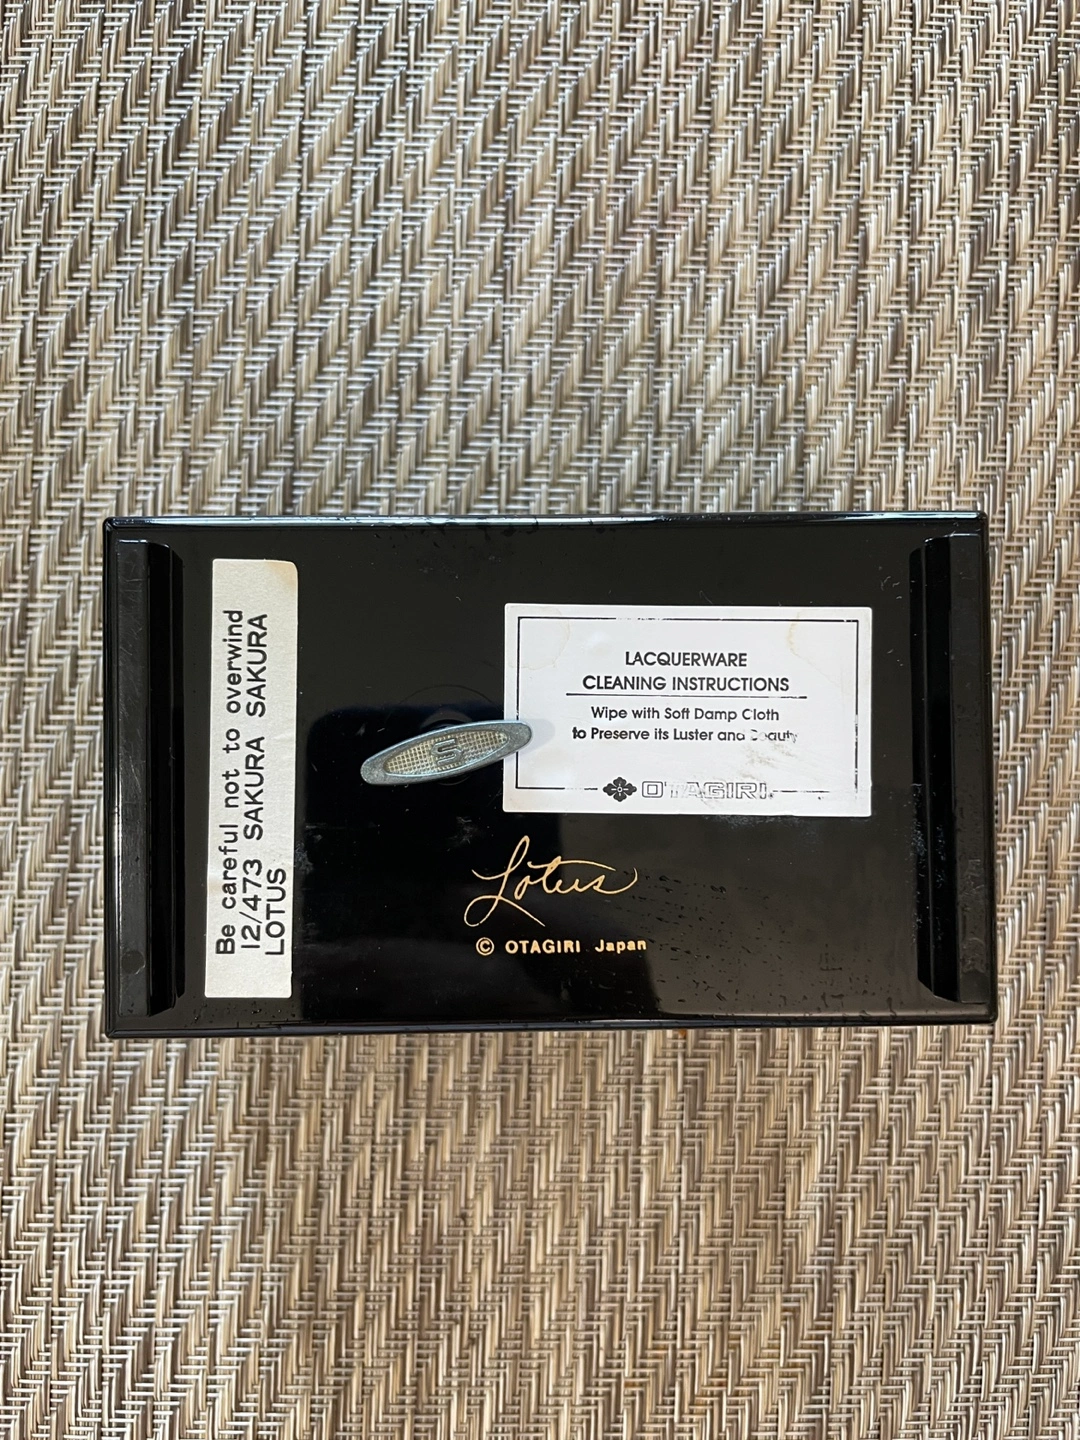 Be careful not to overwind
12/473 SAKURA SAKURA
LOTUS
LACQUERWARE
CLEANING INSTRUCTIONS
Wipe with Soft Damp Cloth
to Preserve its Luster and Beauty
OTAGIRI
S
Lotus
© OTAGIRI Japan